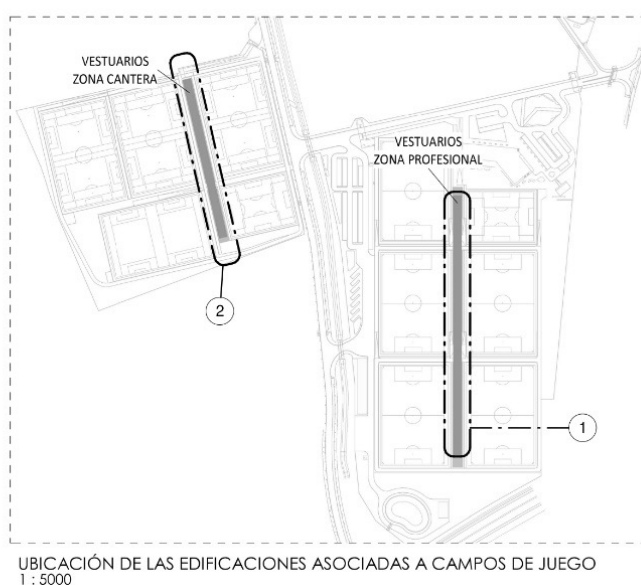 VESTUARIOS
ZONA CANTERA
VESTUARIOS
ZONA PROFESIONAL
2
1
UBICACIÓN DE LAS EDIFICACIONES ASOCIADAS A CAMPOS DE JUEGO
1 : 5000